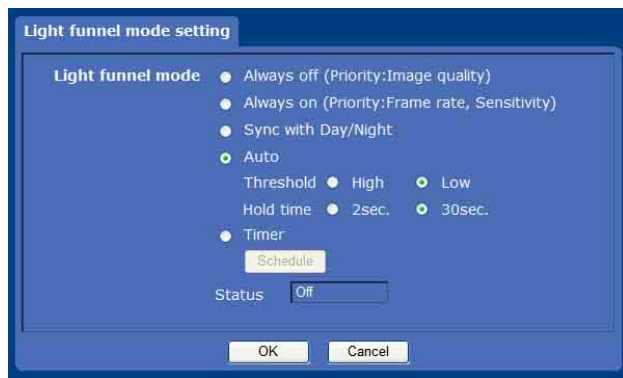 Light funnel mode setting
Light funnel mode
Always off (Priority:Image quality)
Always on (Priority:Frame rate, Sensitivity)
Sync with Day/Night
Auto
Threshold High Low
Hold time 2sec. 30sec.
Timer
Schedule
Status Off
OK Cancel